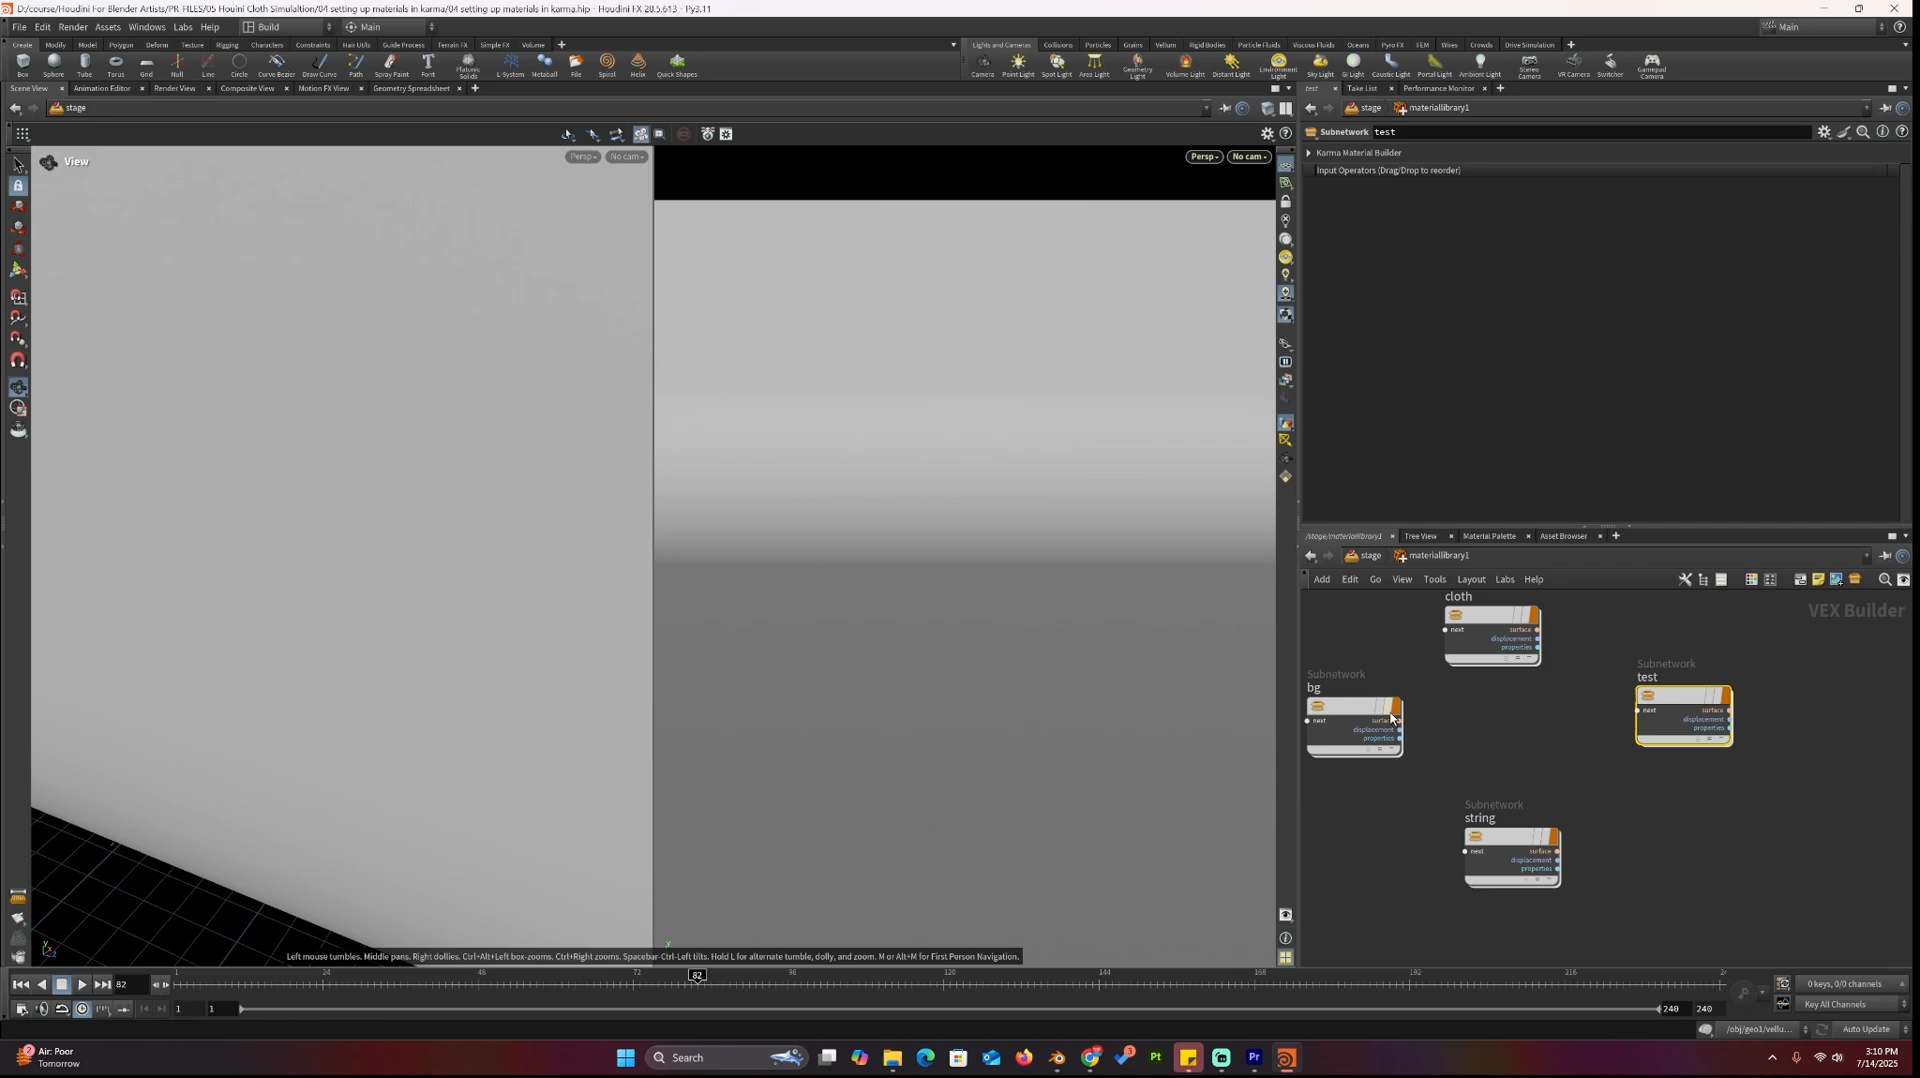 D:/course/Houdini For Blender Artists/PR FILES/05 Houini Cloth Simulaltion/04 setting up materials in karma/04 setting up materials in karma.hip - Houdini FX 20.5.613 - Py3.11
File Edit Render Assets Windows Labs Help Build Main Main
Create Modify Model Polygon Deform Texture Rigging Characters Constraints Hair Utils Guide Process Terrain FX Simple FX Volume
Lights and Cameras Collisions Particles Grains Vellum Rigid Bodies Particle Fluids Viscous Fluids Oceans Pyro FX FEM Wires Crowds Drive Simulation
Box Sphere Tube Torus Grid Null Line Circle Curve Bezier Draw Curve Path Spray Paint Font Platonic Solids L-System Metaball File Spiral Helix Quick Shapes
Camera Point Light Spot Light Area Light Geometry Light Volume Light Distant Light Environment Light Sky Light GI Light Caustic Light Portal Light Ambient Light Stereo Camera VR Camera Switcher Gamepad Camera
Scene View Animation Editor Render View Composite View Motion FX View Geometry Spreadsheet
test Take List Performance Monitor
stage
stage materiallibrary1
Subnetwork test
View
Persp No cam
Persp No cam
Karma Material Builder
Input Operators (Drag/Drop to reorder)
/stage/materiallibrary1 Tree View Material Palette Asset Browser
stage materiallibrary1
Add Edit Go View Tools Layout Labs Help
VEX Builder
cloth
next surface
displacement
properties
Subnetwork
bg
next surface
displacement
properties
Subnetwork
test
next surface
displacement
properties
Subnetwork
string
next surface
displacement
properties
Left mouse tumbles. Middle pans. Right dollies. Ctrl+Alt+Left box-zooms. Ctrl+Right zooms. Spacebar-Ctrl-Left tilts. Hold L for alternate tumble, dolly, and zoom. M or Alt+M for First Person Navigation.
82
1 24 48 72 82 96 120 144 168 192 216
0 keys, 0/0 channels
1 1 240 240
Key All Channels
/obj/geo1/vellu... Auto Update
2
Air: Poor
Tomorrow
Search
3
Pt
Pr
3:10 PM
7/14/2025